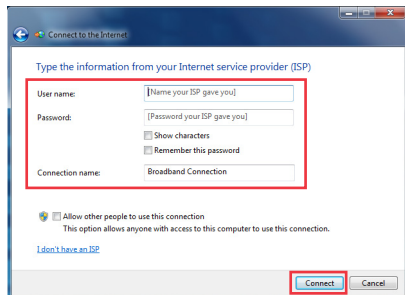 Connect to the Internet
Type the information from your Internet service provider (ISP)
User name: [Name your ISP gave you]
Password: [Password your ISP gave you]
Show characters
Remember this password
Connection name: Broadband Connection
Allow other people to use this connection
This option allows anyone with access to this computer to use this connection.
I don't have an ISP
Connect Cancel